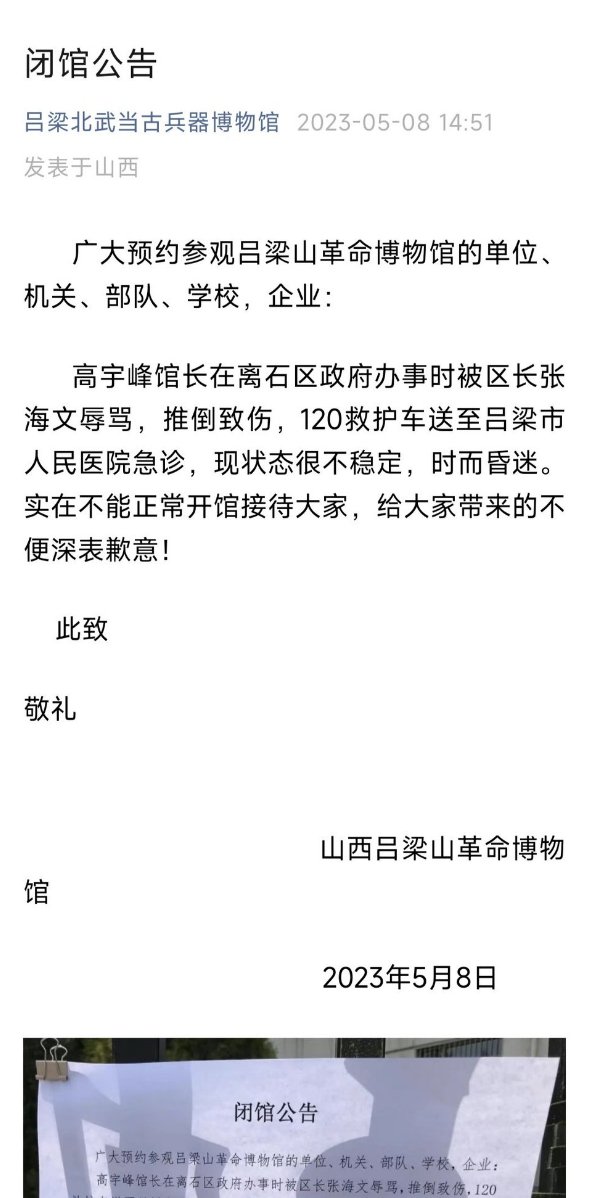 闭馆公告
吕梁北武当古兵器博物馆 2023-05-08 14:51
发表于山西
广大预约参观吕梁山革命博物馆的单位、
机关、部队、学校，企业：
高宇峰馆长在离石区政府办事时被区长张
海文辱骂，推倒致伤，120救护车送至吕梁市
人民医院急诊，现状态很不稳定，时而昏迷。
实在不能正常开馆接待大家，给大家带来的不
便深表歉意！
此致
敬礼
山西吕梁山革命博物
馆
2023年5月8日
闭馆公告
广大预约参观吕梁山革命博物馆的单位、机关、部队、学校，企业：
高宇峰馆长在离石区政府办事时被区长张海文辱骂，推倒致伤，120